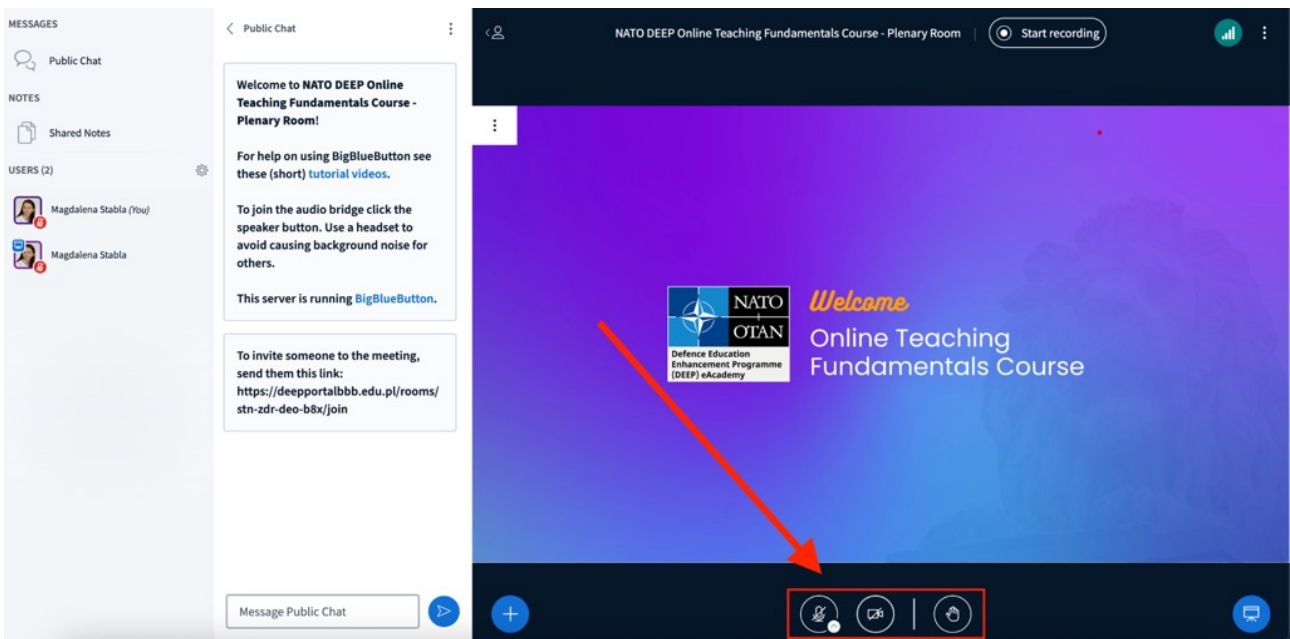 MESSAGES
Public Chat
NOTES
Shared Notes
USERS (2)
Magdalena Stabla (You)
Magdalena Stabla
Public Chat
Welcome to NATO DEEP Online
Teaching Fundamentals Course -
Plenary Room!
For help on using BigBlueButton see
these (short) tutorial videos.
To join the audio bridge click the
speaker button. Use a headset to
avoid causing background noise for
others.
This server is running BigBlueButton.
To invite someone to the meeting,
send them this link:
https://deepportalbbb.edu.pl/rooms/
stn-zdr-deo-b8x/join
Message Public Chat
NATO DEEP Online Teaching Fundamentals Course - Plenary Room
Start recording
NATO
OTAN
Defence Education
Enhancement Programme
(DEEP) eAcademy
Welcome
Online Teaching
Fundamentals Course